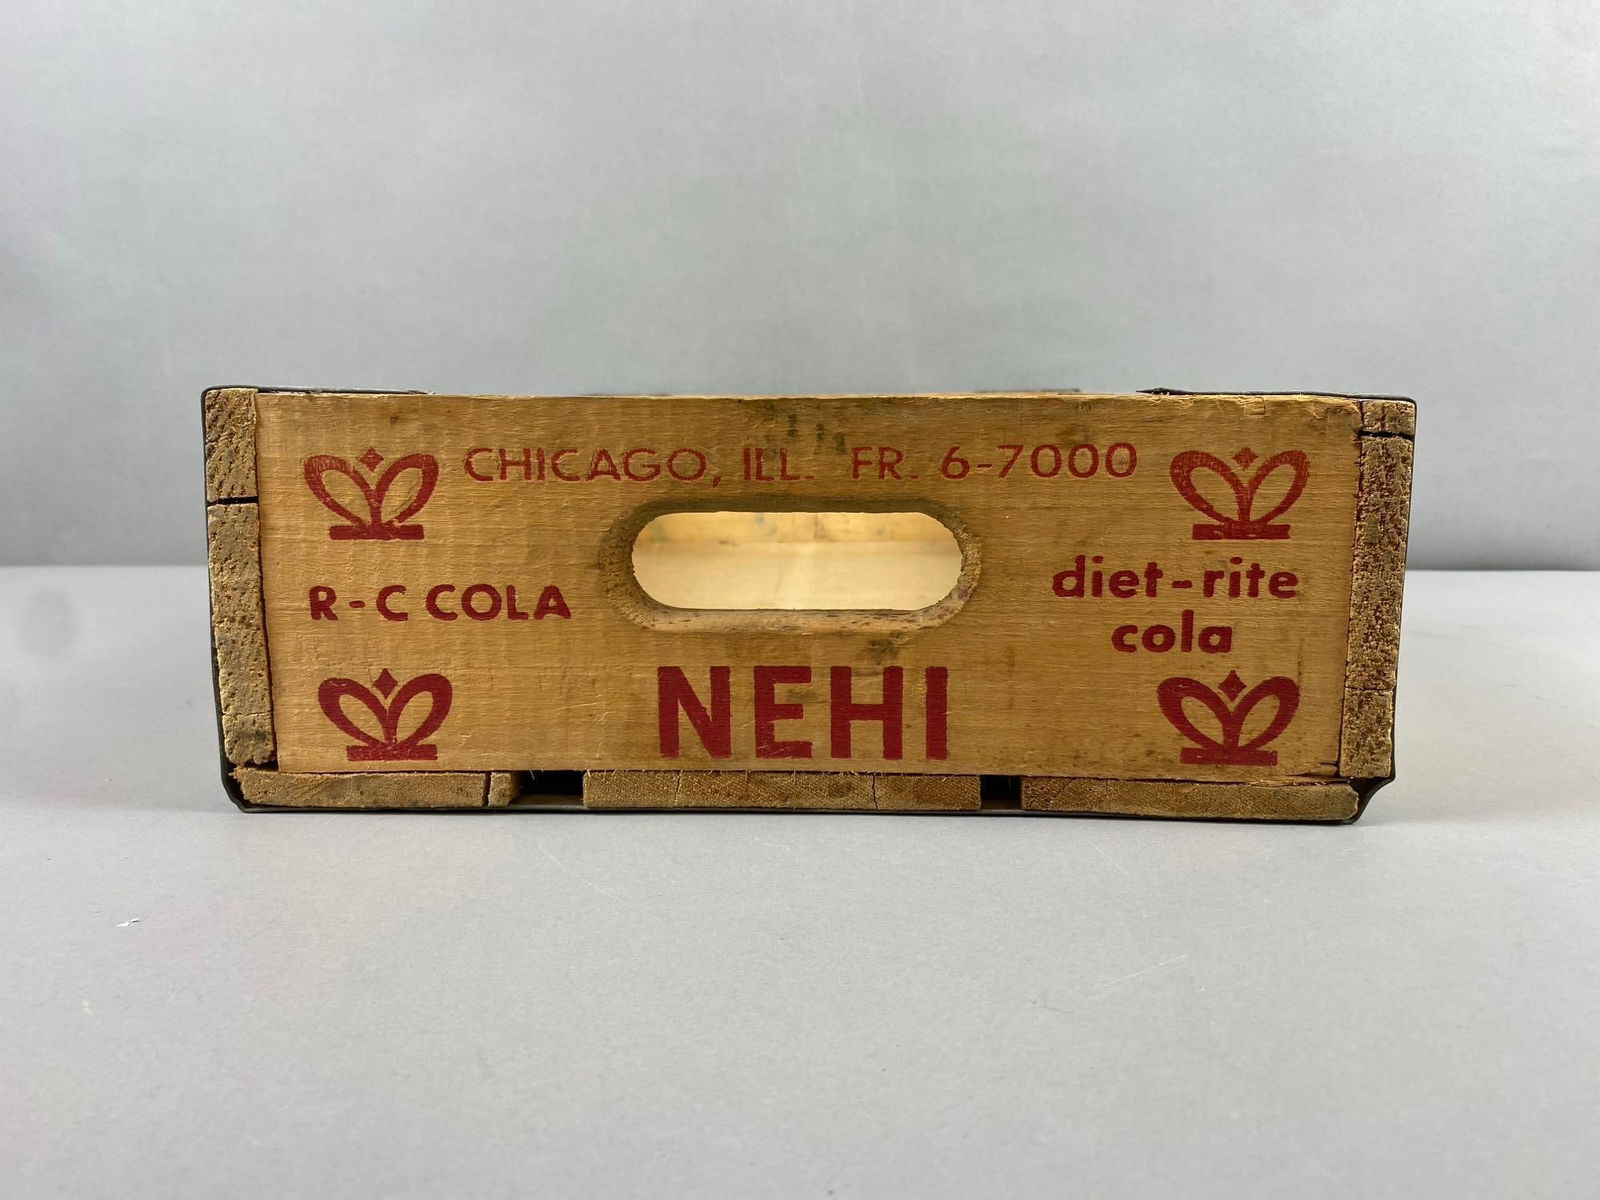 CHICAGO, ILL. FR. 6-7000
R-C COLA
diet-rite
cola
NEHI